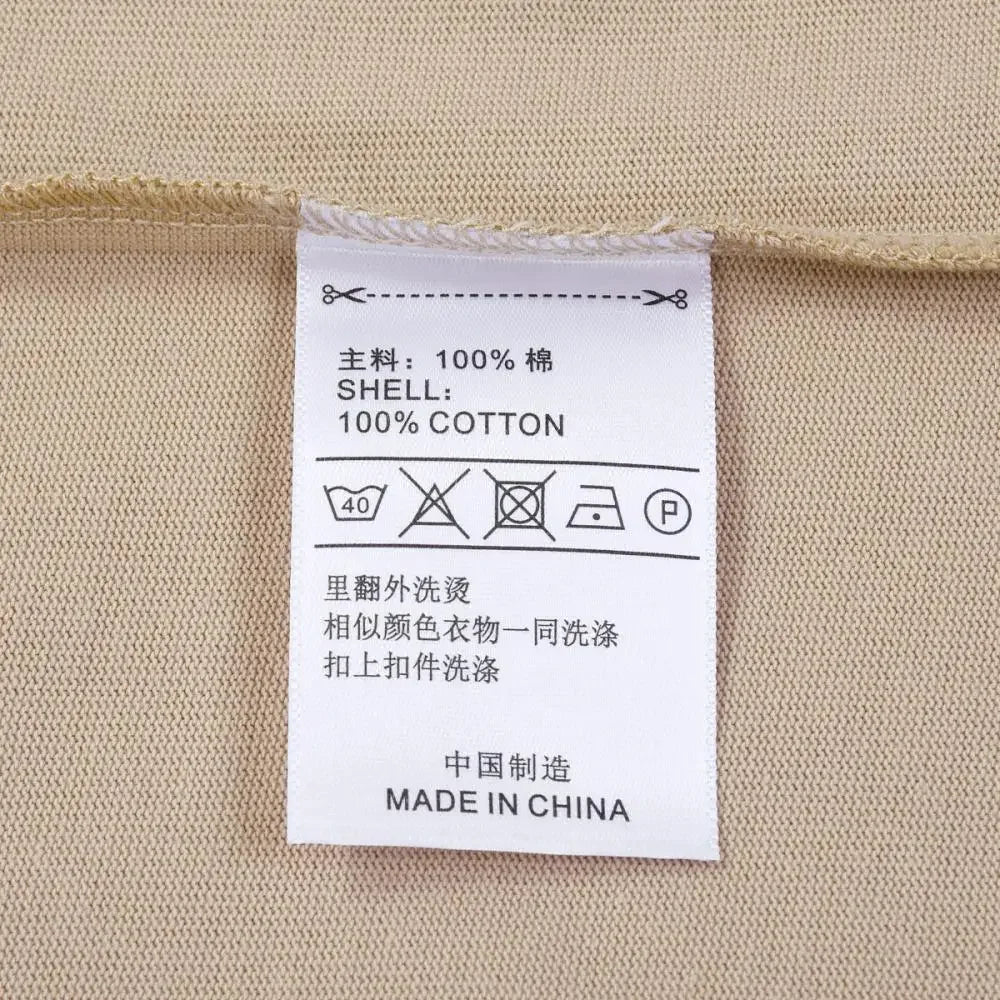 主料：100% 棉
SHELL：
100% COTTON
40 P
里翻外洗烫
相似颜色衣物一同洗涤
扣上扣件洗涤
中国制造
MADE IN CHINA